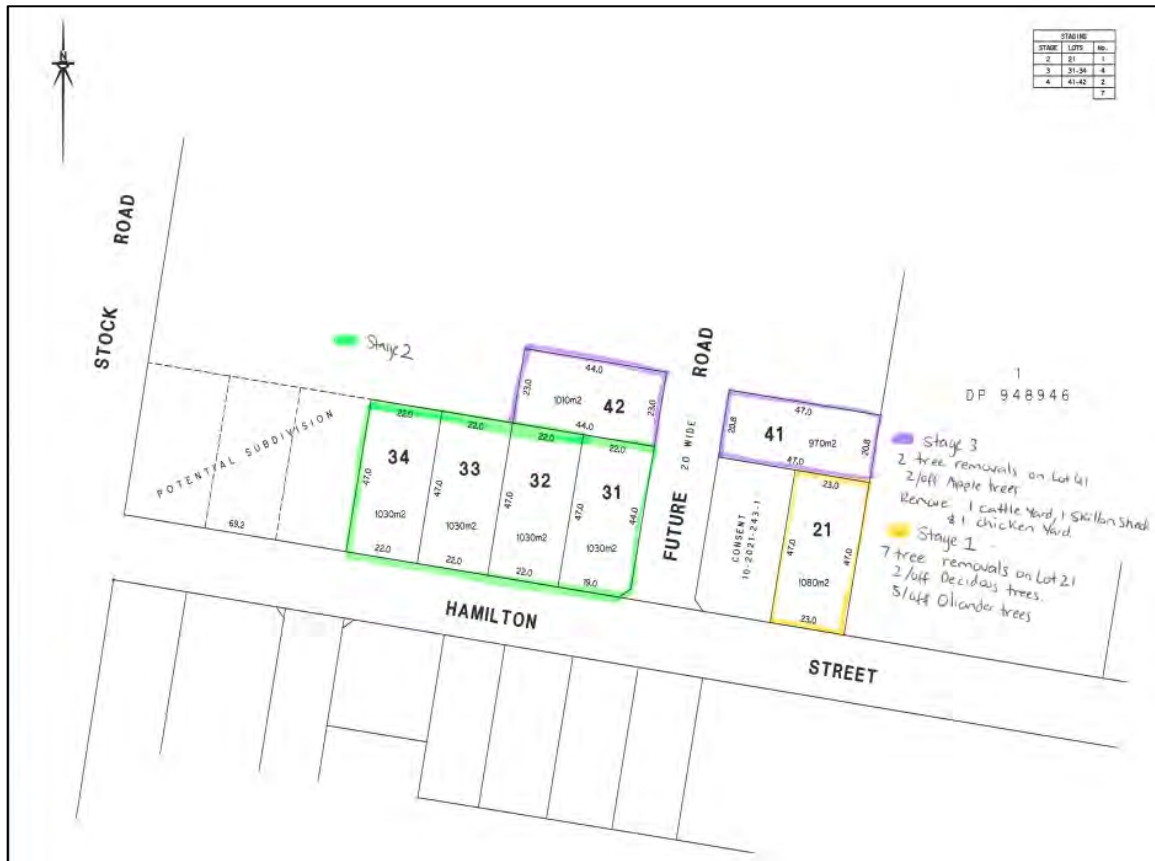 N
STAGING
STAGE LOTS No.
2 21 1
3 31-34 4
4 41-42 2
7
STOCK ROAD
Stage 2
POTENTIAL SUBDIVISION
69.2
44.0
23.0
1010m2
42
23.0
44.0
22.0
22.0
22.0
22.0
34
33
32
31
47.0
47.0
47.0
47.0
44.0
1030m2
1030m2
1030m2
1030m2
22.0
22.0
22.0
19.0
FUTURE ROAD
20 WIDE
47.0
20.8
41
970m2
20.8
47.0
CONSENT
10-2021-243-1
23.0
21
47.0
47.0
1080m2
23.0
1
DP 948946
Stage 3
2 tree removals on Lot 41
2/off Apple trees
Remove 1 cattle Yard, 1 Skillon Shed
& 1 chicken Yard
Stage 1
7 tree removals on Lot 21
2/off Decidous trees.
5/off Oliander trees
HAMILTON STREET